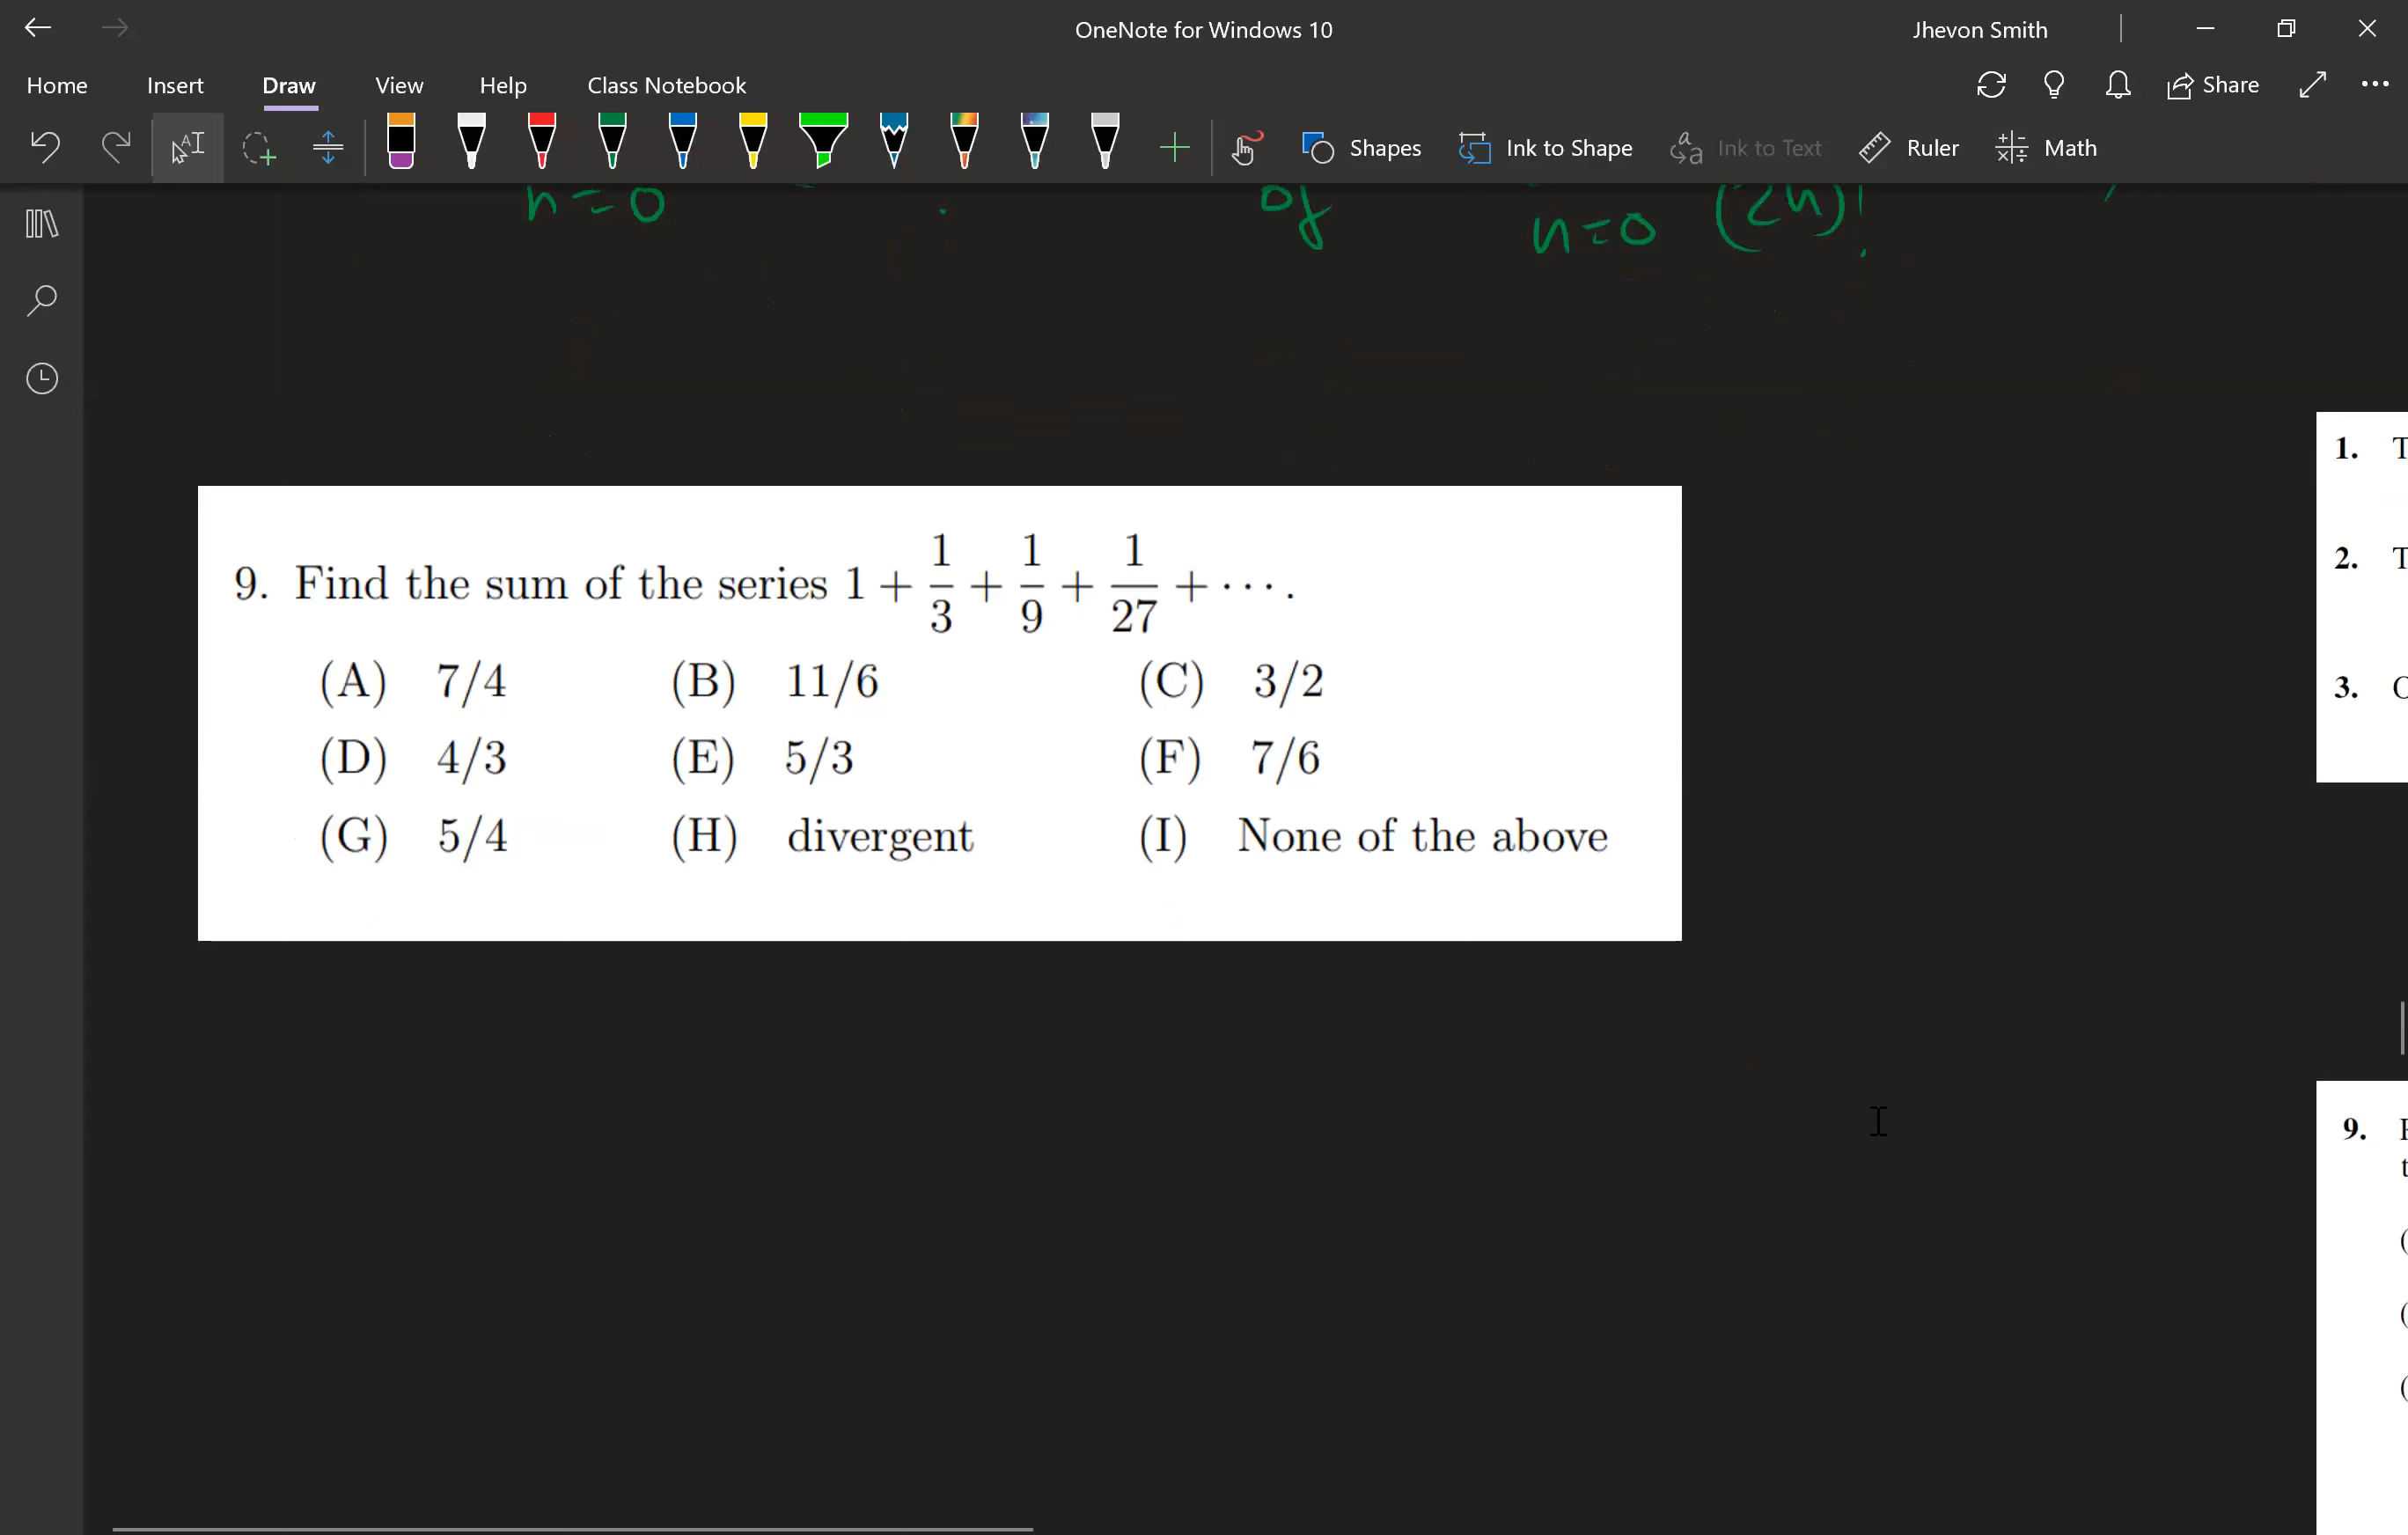 OneNote for Windows 10
Jhevon Smith
Home Insert Draw View Help Class Notebook
Share
Shapes Ink to Shape Ink to Text Ruler Math
n=0 of n=0 (2n)!
9. Find the sum of the series 1 + 1/3 + 1/9 + 1/27 + ⋯.
(A) 7/4 (B) 11/6 (C) 3/2
(D) 4/3 (E) 5/3 (F) 7/6
(G) 5/4 (H) divergent (I) None of the above
1. T
2. T
3.
9.
t
(
(
(